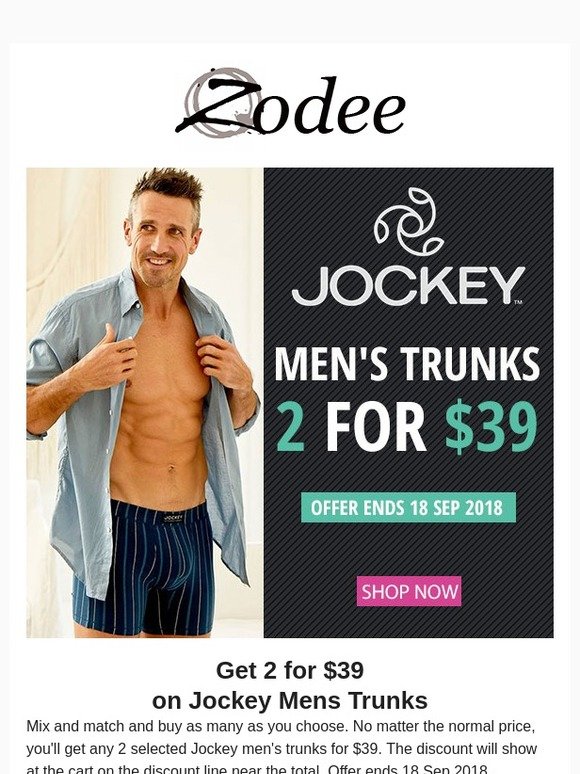 Zodee
JOCKEY
JOCKEY™
MEN'S TRUNKS
2 FOR $39
OFFER ENDS 18 SEP 2018
SHOP NOW
Get 2 for $39
on Jockey Mens Trunks
Mix and match and buy as many as you choose. No matter the normal price,
you'll get any 2 selected Jockey men's trunks for $39. The discount will show
at the cart on the discount line near the total. Offer ends 18 Sep 2018